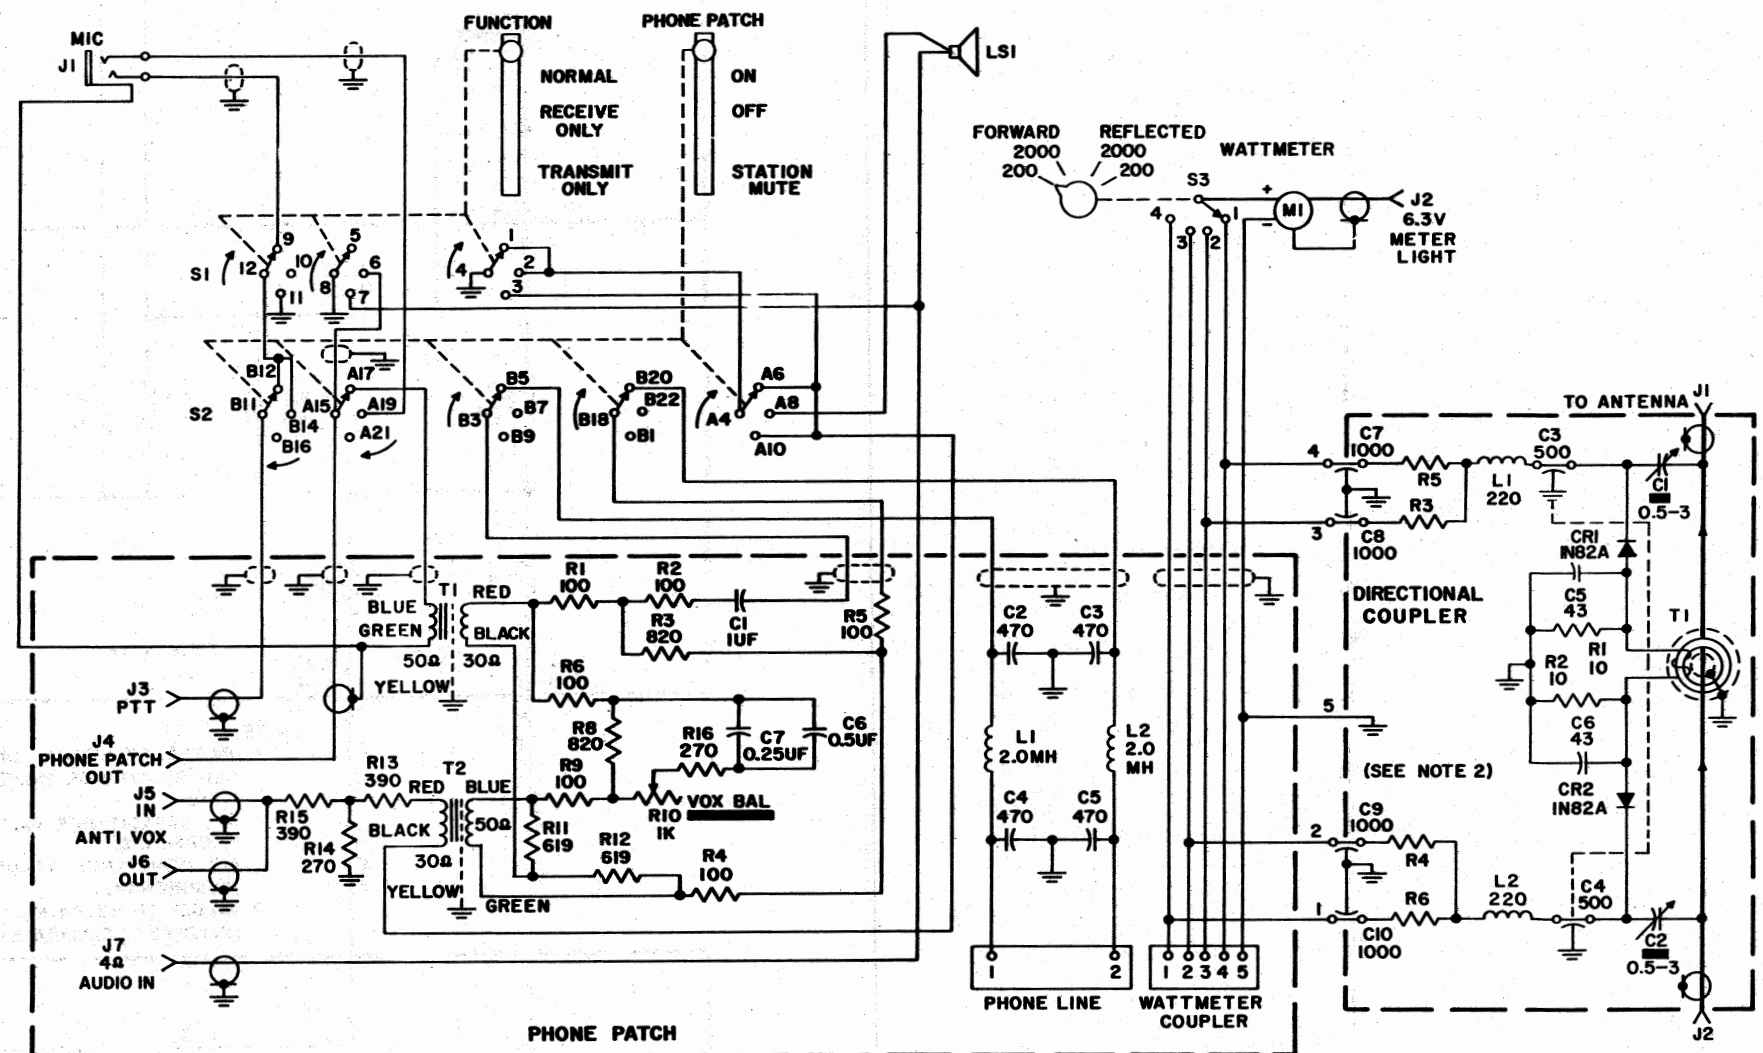 FUNCTION
NORMAL
RECEIVE
ONLY
TRANSMIT
ONLY
PHONE PATCH
ON
OFF
STATION
MUTE
MIC
J1
LS1
FORWARD
2000
200
REFLECTED
2000
200
WATTMETER
S3
4
3
2
1
+
-
M1
J2
6.3V
METER
LIGHT
S1
9
12
10
11
5
8
6
7
1
4
2
3
S2
B12
B11
B14
B16
A17
A15
A19
A21
B5
B3
B7
B9
B20
B22
B18
B1
A6
A8
A4
A10
T1
BLUE
GREEN
50Ω
YELLOW
RED
BLACK
30Ω
R1
100
R2
100
R3
820
C1
1UF
R5
100
R6
100
R8
820
R9
100
R16
270
C7
0.25UF
C6
0.5UF
R10
1K
VOX BAL
J3
PTT
J4
PHONE PATCH
OUT
J5
IN
ANTI VOX
J6
OUT
J7
4Ω
AUDIO IN
R13
390
R15
390
R14
270
T2
RED
BLACK
30Ω
YELLOW
BLUE
50Ω
GREEN
R11
619
R12
619
R4
100
C2
470
C3
470
L1
2.0MH
L2
2.0
MH
C4
470
C5
470
1
2
PHONE LINE
1
2
3
4
5
WATTMETER
COUPLER
PHONE PATCH
TO ANTENNA
J1
4
C7
1000
R5
L1
220
C3
500
C1
0.5-3
3
C8
1000
R3
DIRECTIONAL
COUPLER
CR1
1N82A
C5
43
R1
10
R2
10
C6
43
T1
5
(SEE NOTE 2)
CR2
1N82A
2
C9
1000
R4
1
C10
1000
R6
L2
220
C4
500
C2
0.5-3
J2